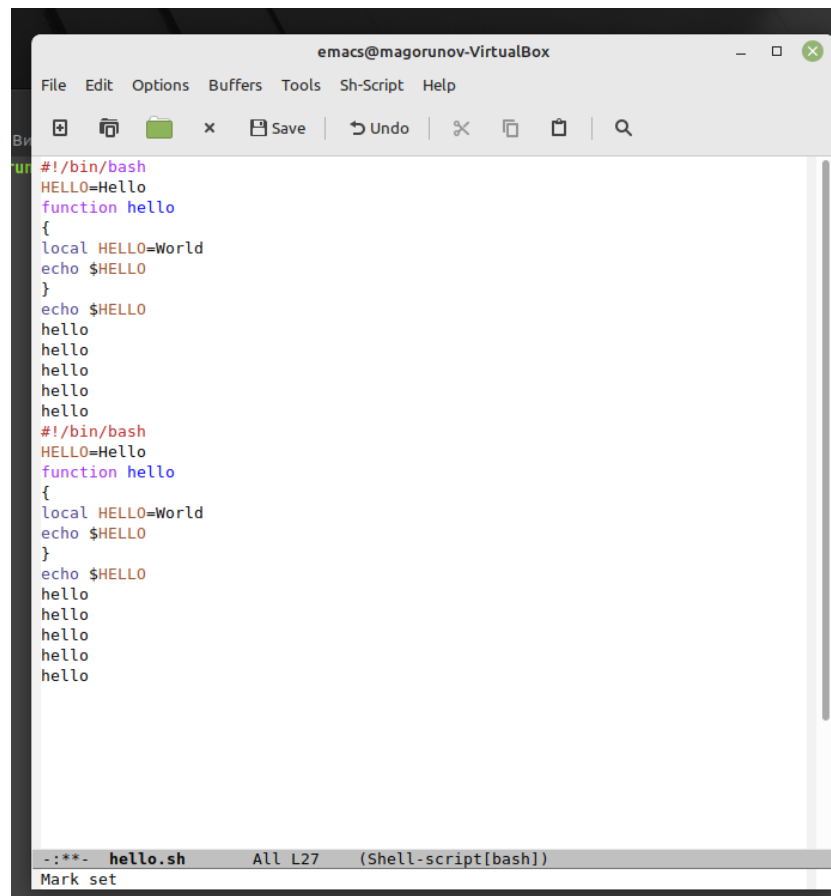 emacs@magorunov-VirtualBox
File Edit Options Buffers Tools Sh-Script Help
Save Undo
Ви
run
#!/bin/bash
HELLO=Hello
function hello
{
local HELLO=World
echo $HELLO
}
echo $HELLO
hello
hello
hello
hello
hello
#!/bin/bash
HELLO=Hello
function hello
{
local HELLO=World
echo $HELLO
}
echo $HELLO
hello
hello
hello
hello
hello
-:**- hello.sh All L27 (Shell-script[bash])
Mark set